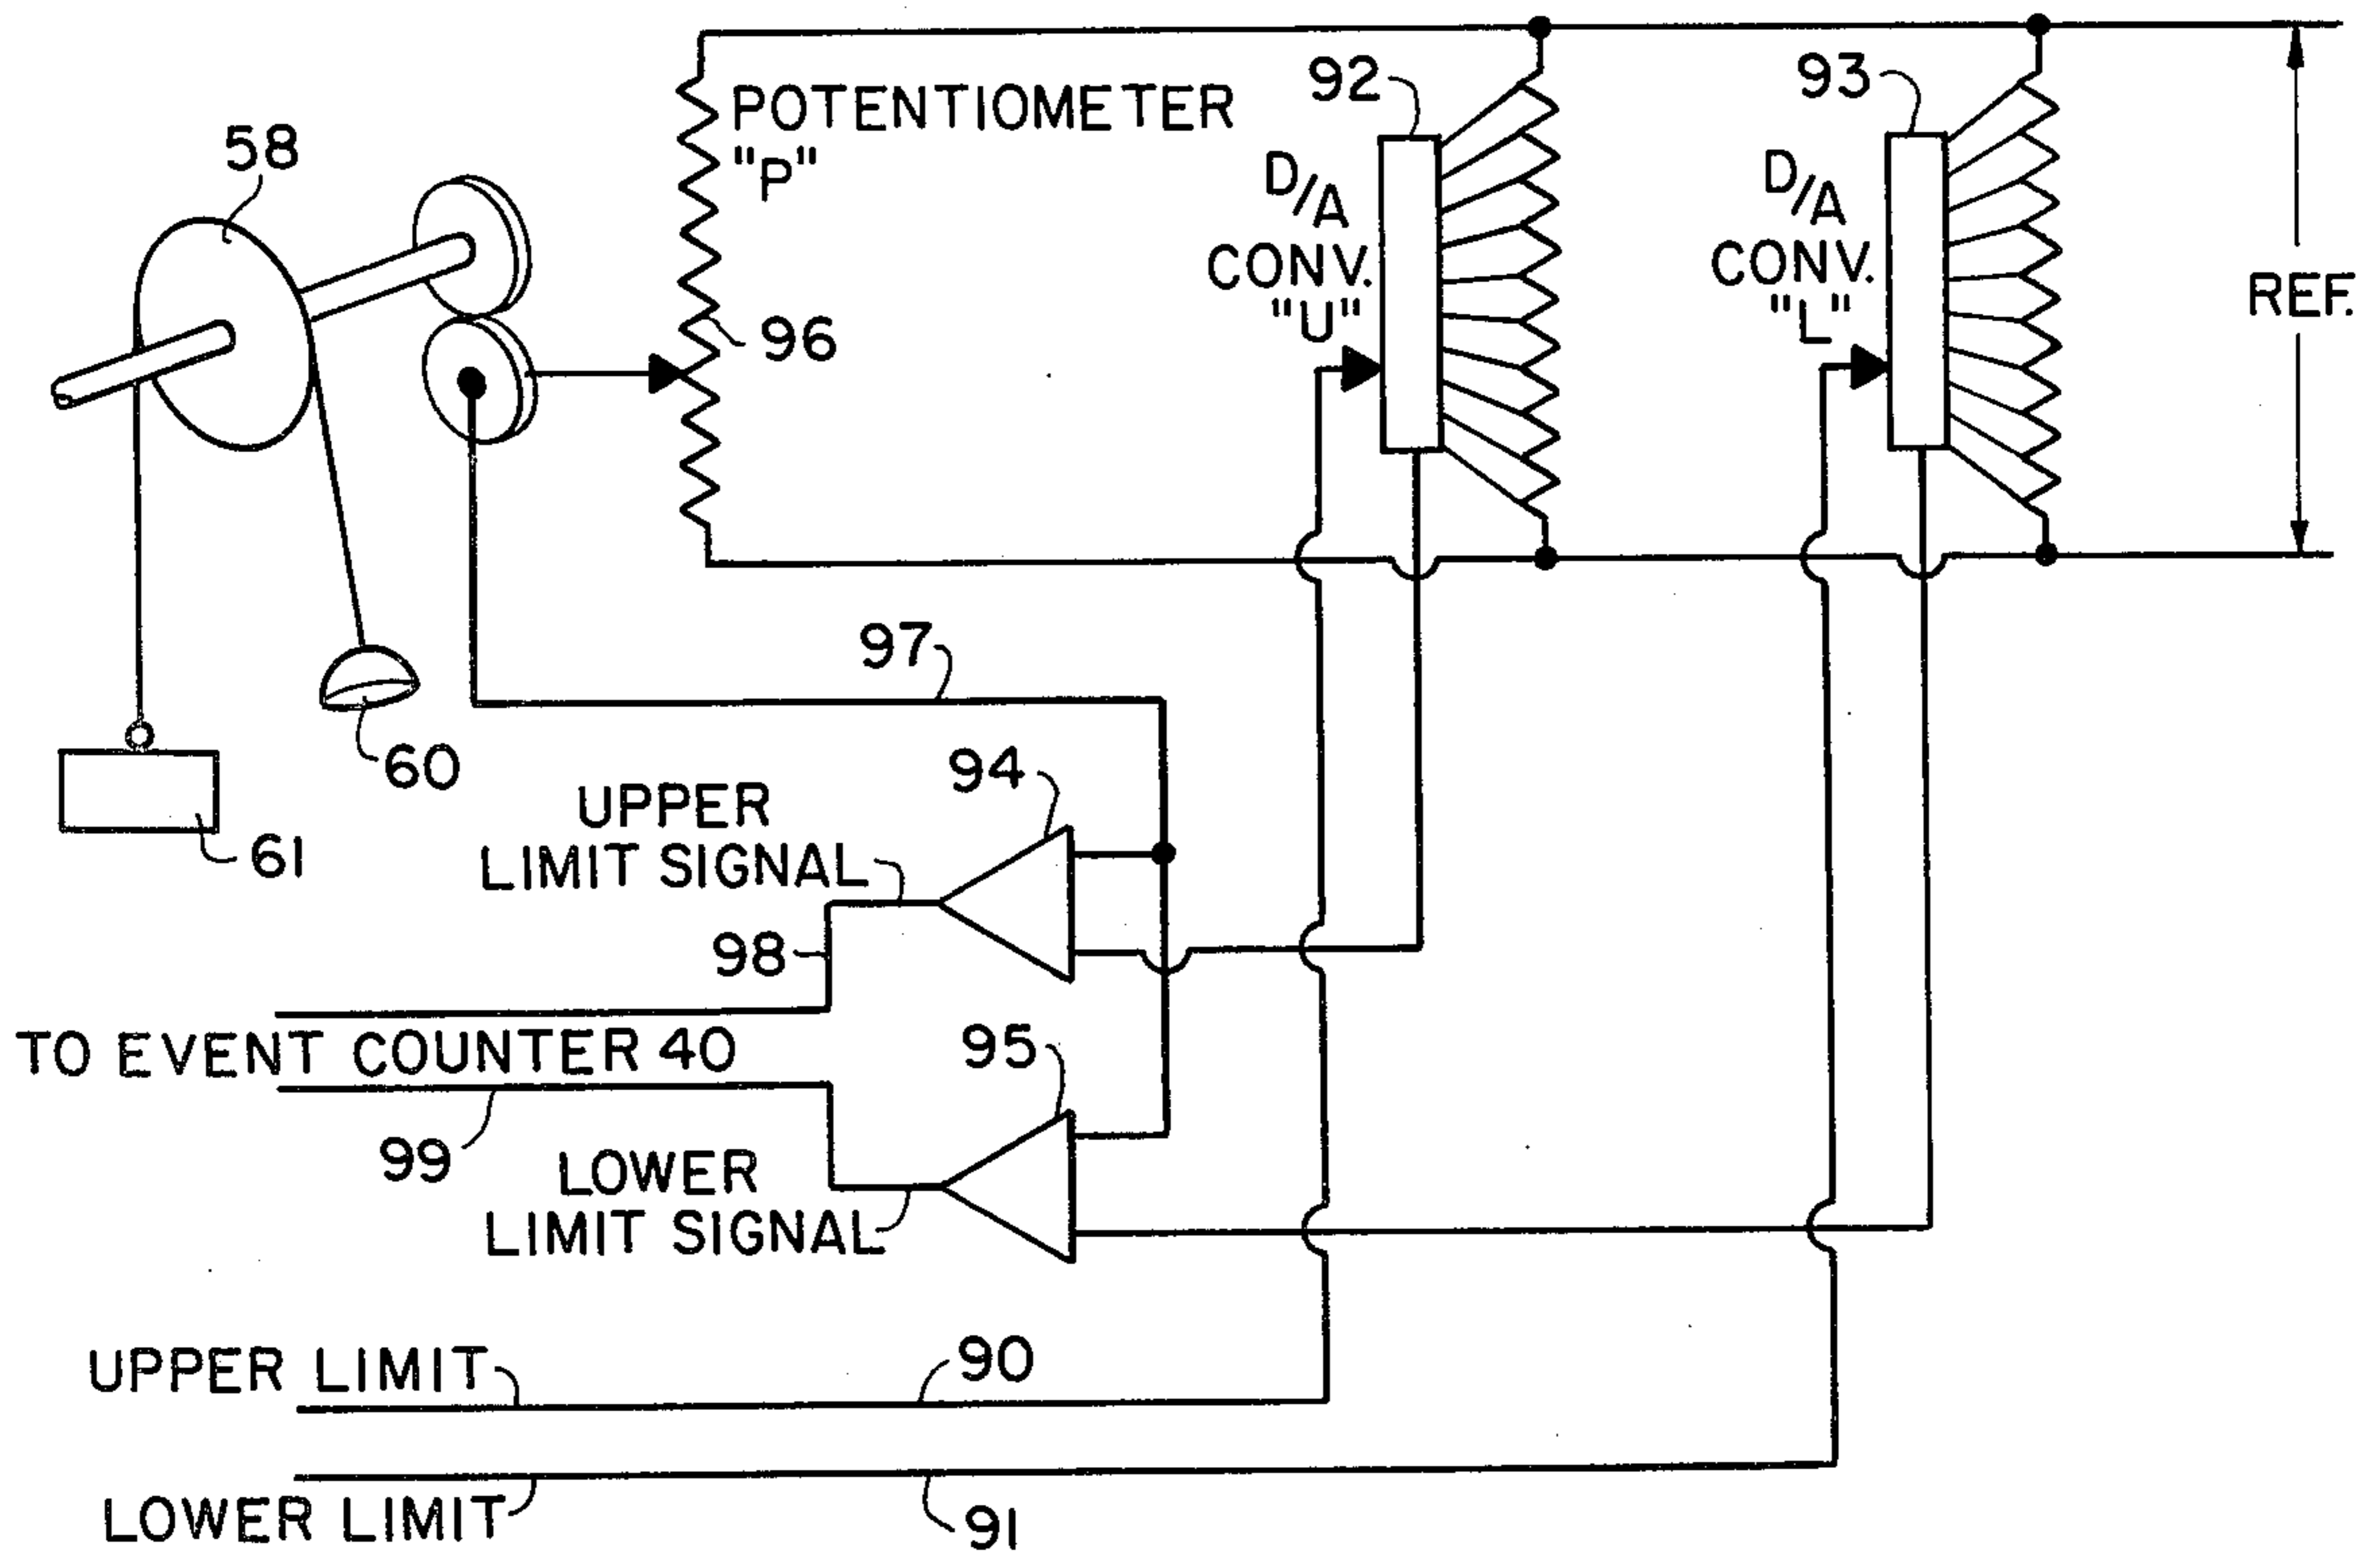 92
93
58
POTENTIOMETER
"P"
D/A
CONV.
"U"
D/A
CONV.
"L"
REF.
96
97
60
94
UPPER
LIMIT SIGNAL
61
98
TO EVENT COUNTER 40
95
99
LOWER
LIMIT SIGNAL
UPPER LIMIT
90
LOWER LIMIT
91